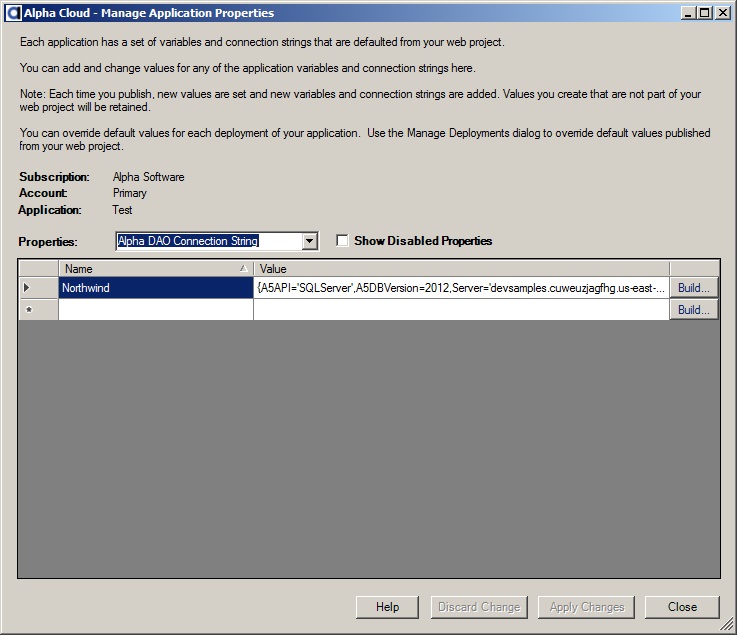 Alpha Cloud - Manage Application Properties
Each application has a set of variables and connection strings that are defaulted from your web project.
You can add and change values for any of the application variables and connection strings here.
Note: Each time you publish, new values are set and new variables and connection strings are added. Values you create that are not part of your
web project will be retained.
You can override default values for each deployment of your application. Use the Manage Deployments dialog to override default values published
from your web project.
Subscription: Alpha Software
Account: Primary
Application: Test
Properties: Alpha DAO Connection String Show Disabled Properties
Name Value
Northwind {A5API='SQLServer',A5DBVersion=2012,Server='devsamples.cuweuzjagfhg.us-east-... Build...
* Build...
Help Discard Change Apply Changes Close